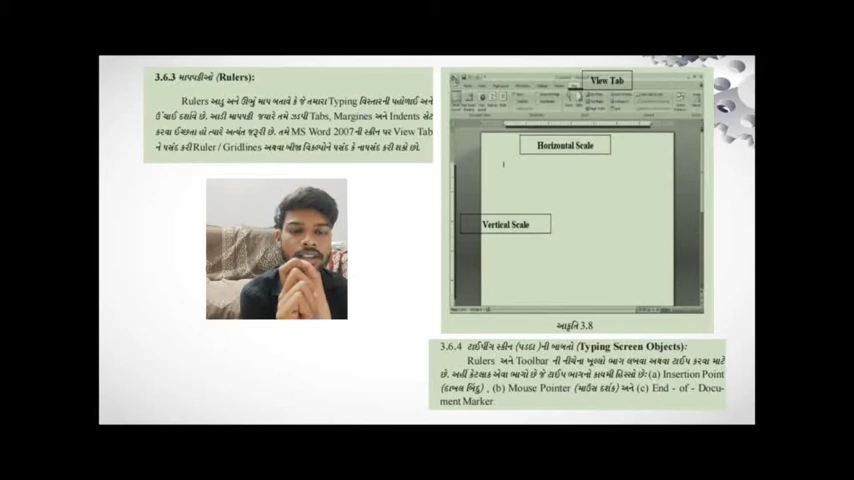 3.6.3 માપપટ્ટીઓ (Rulers):
Rulers આડુ અને ઊભું માપ બતાવે કે જે તમારા Typing વિસ્તારની પહોળાઈ અને
ઉંચાઈ દર્શાવે છે. આડી માપપટ્ટી જ્યારે તમે ઝડપી Tabs, Margines અને Indents સેટ
કરવા ઈચ્છતા હો ત્યારે અત્યંત જરૂરી છે. તમે MS Word 2007ની સ્ક્રીન પર View Tab
ને પસંદ કરી Ruler / Gridlines અથવા બીજા વિકલ્પોને પસંદ કે નાપસંદ કરી શકો છો.
View Tab
Horizontal Scale
Vertical Scale
આકૃતિ 3.8
3.6.4 ટાઈપીંગ સ્ક્રીન (પડદા)ની બાબતો (Typing Screen Objects):
Rulers અને Toolbar ની નીચેના ખુલ્લો ભાગ લખવા અથવા ટાઈપ કરવા માટે
છે. અહીં કેટલાક એવા ભાગો છે જે ટાઈપ ભાગનો કાયમી હિસ્સો છેઃ (a) Insertion Point
(દાખલ બિંદુ) , (b) Mouse Pointer (માઉસ દર્શક) અને (c) End - of - Docu-
ment Marker.